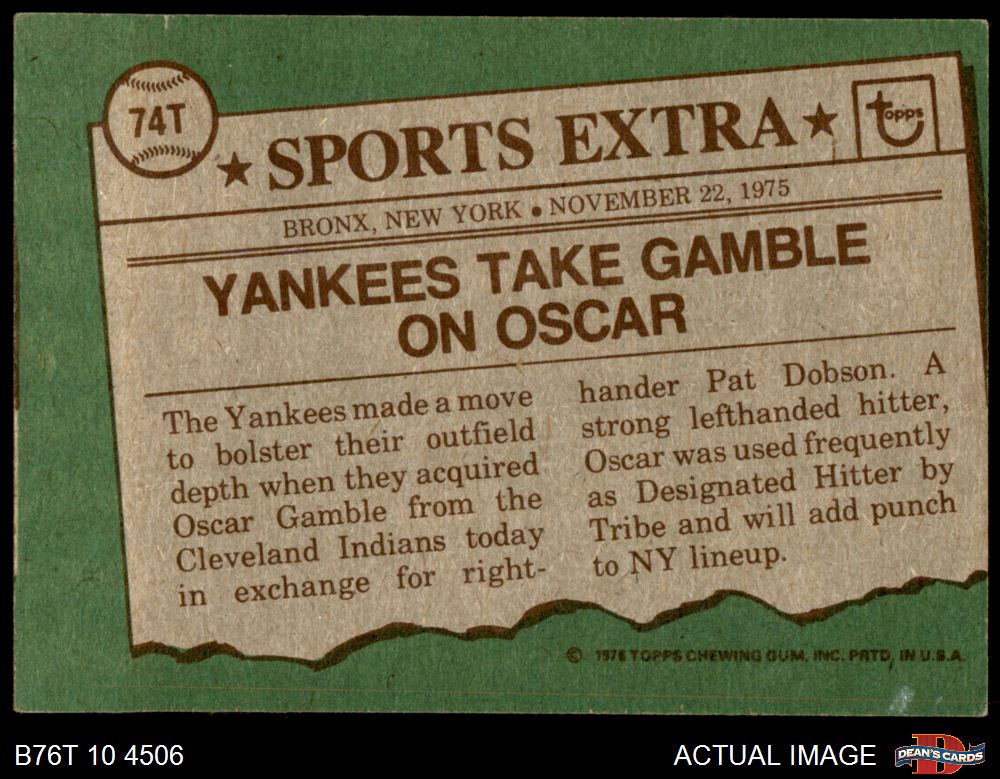 74T
★ SPORTS EXTRA ★
topps
BRONX, NEW YORK • NOVEMBER 22, 1975
YANKEES TAKE GAMBLE
ON OSCAR
The Yankees made a move
to bolster their outfield
depth when they acquired
Oscar Gamble from the
Cleveland Indians today
in exchange for right-
hander Pat Dobson. A
strong lefthanded hitter,
Oscar was used frequently
as Designated Hitter by
Tribe and will add punch
to NY lineup.
© 1976 TOPPS CHEWING GUM, INC. PRTD. IN U.S.A.
B76T 10 4506
ACTUAL IMAGE
DEAN'S CARDS